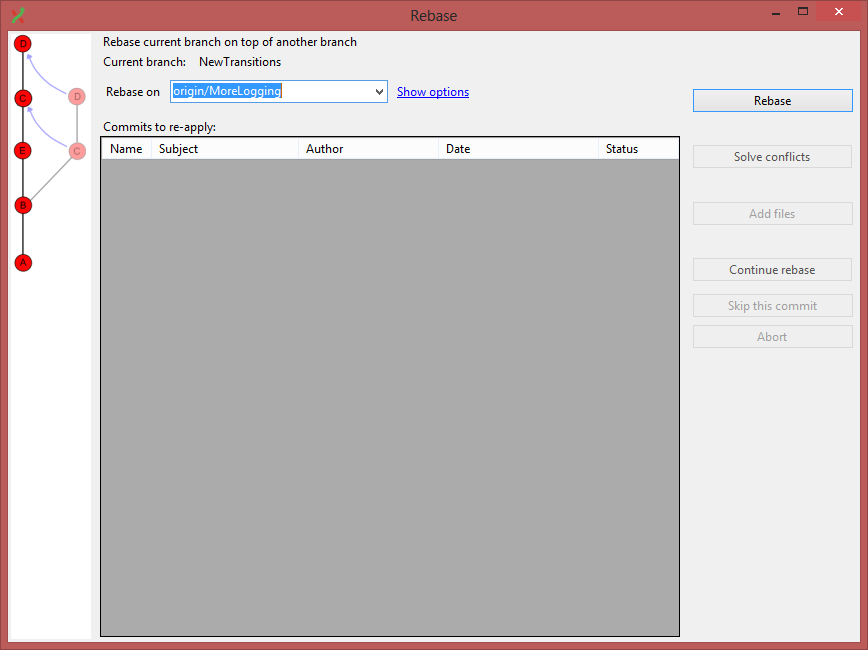 Rebase
Rebase current branch on top of another branch
Current branch: NewTransitions
Rebase on origin/MoreLogging Show options
Commits to re-apply:
Name Subject Author Date Status
Rebase
Solve conflicts
Add files
Continue rebase
Skip this commit
Abort
D
C D
E C
B
A